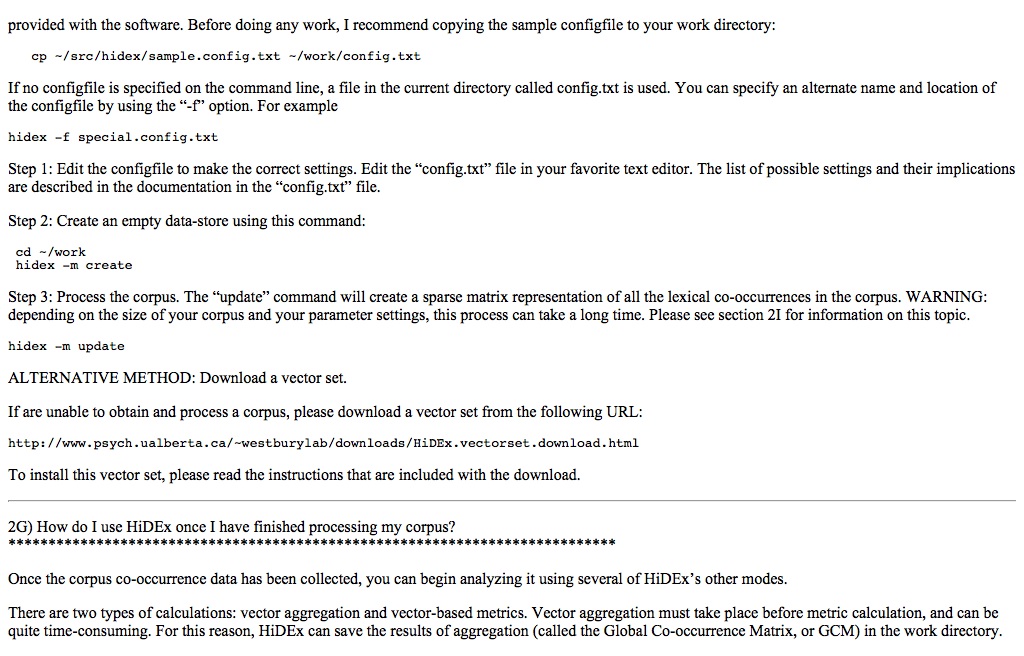 provided with the software. Before doing any work, I recommend copying the sample configfile to your work directory:
cp ~/src/hidex/sample.config.txt ~/work/config.txt
If no configfile is specified on the command line, a file in the current directory called config.txt is used. You can specify an alternate name and location of
the configfile by using the “-f” option. For example
hidex -f special.config.txt
Step 1: Edit the configfile to make the correct settings. Edit the “config.txt” file in your favorite text editor. The list of possible settings and their implications
are described in the documentation in the “config.txt” file.
Step 2: Create an empty data-store using this command:
cd ~/work
hidex -m create
Step 3: Process the corpus. The “update” command will create a sparse matrix representation of all the lexical co-occurrences in the corpus. WARNING:
depending on the size of your corpus and your parameter settings, this process can take a long time. Please see section 2I for information on this topic.
hidex -m update
ALTERNATIVE METHOD: Download a vector set.
If are unable to obtain and process a corpus, please download a vector set from the following URL:
http://www.psych.ualberta.ca/~westburylab/downloads/HiDEx.vectorset.download.html
To install this vector set, please read the instructions that are included with the download.
2G) How do I use HiDEx once I have finished processing my corpus?
****************************************************************************
Once the corpus co-occurrence data has been collected, you can begin analyzing it using several of HiDEx’s other modes.
There are two types of calculations: vector aggregation and vector-based metrics. Vector aggregation must take place before metric calculation, and can be
quite time-consuming. For this reason, HiDEx can save the results of aggregation (called the Global Co-occurrence Matrix, or GCM) in the work directory.